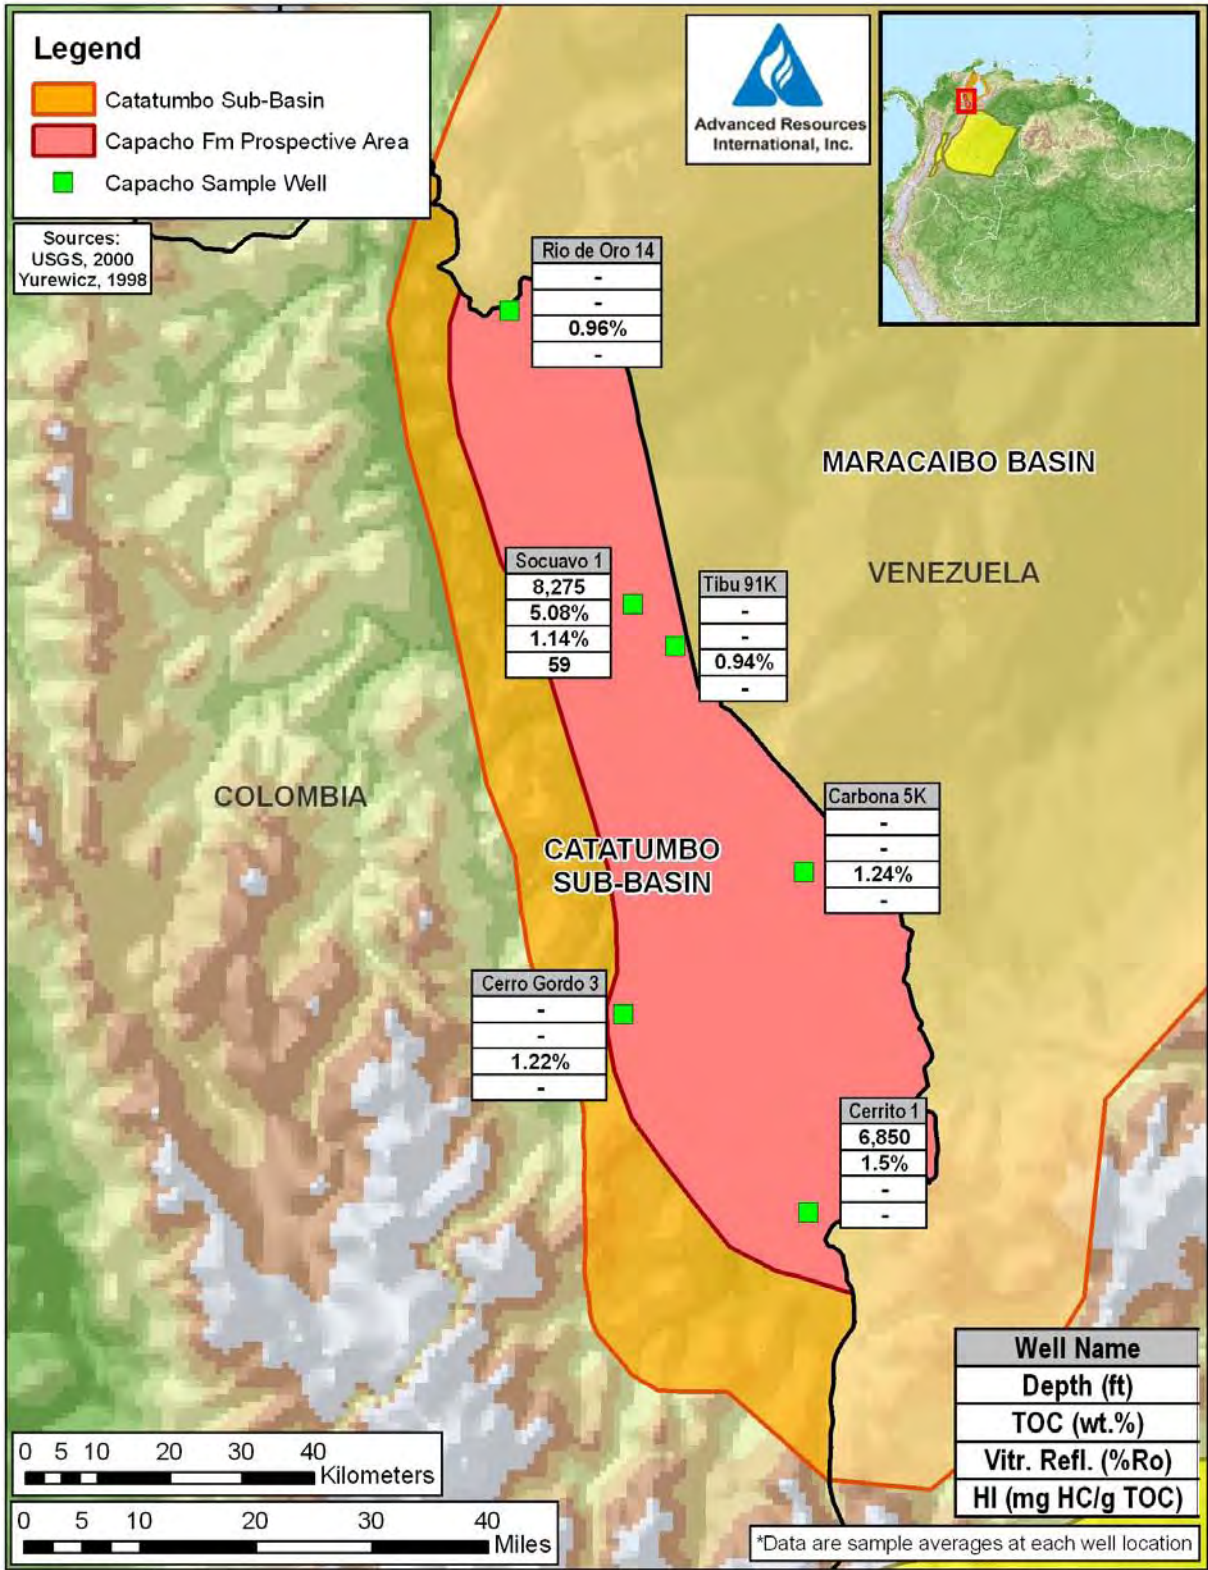 Legend
Catatumbo Sub-Basin
Capacho Fm Prospective Area
Capacho Sample Well
Sources:
USGS, 2000
Yurewicz, 1998
Advanced Resources
International, Inc.
Rio de Oro 14
-
-
0.96%
-
MARACAIBO BASIN
VENEZUELA
Socuavo 1
8,275
5.08%
1.14%
59
Tibu 91K
-
-
0.94%
-
COLOMBIA
Carbona 5K
-
-
1.24%
-
CATATUMBO
SUB-BASIN
Cerro Gordo 3
-
-
1.22%
-
Cerrito 1
6,850
1.5%
-
-
Well Name
Depth (ft)
TOC (wt.%)
Vitr. Refl. (%Ro)
HI (mg HC/g TOC)
0 5 10 20 30 40
Kilometers
0 5 10 20 30 40
Miles
*Data are sample averages at each well location